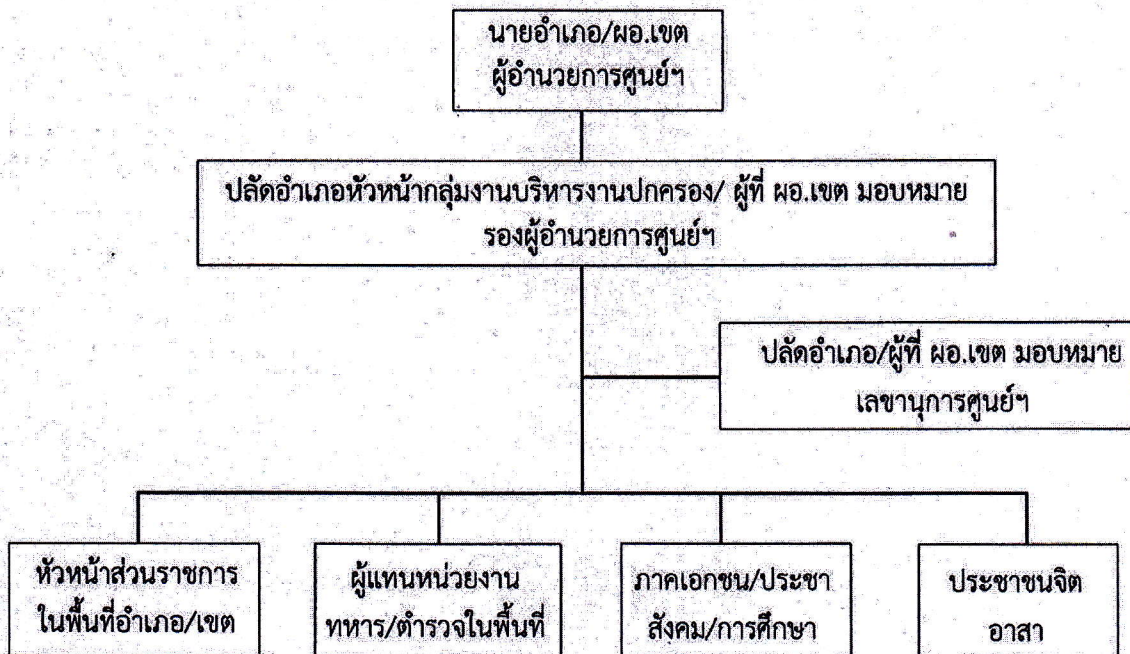 นายอำเภอ/ผอ.เขต
ผู้อำนวยการศูนย์ฯ
ปลัดอำเภอหัวหน้ากลุ่มงานบริหารงานปกครอง/ ผู้ที่ ผอ.เขต มอบหมาย
รองผู้อำนวยการศูนย์ฯ
ปลัดอำเภอ/ผู้ที่ ผอ.เขต มอบหมาย
เลขานุการศูนย์ฯ
หัวหน้าส่วนราชการ
ในพื้นที่อำเภอ/เขต
ผู้แทนหน่วยงาน
ทหาร/ตำรวจในพื้นที่
ภาคเอกชน/ประชา
สังคม/การศึกษา
ประชาชนจิต
อาสา